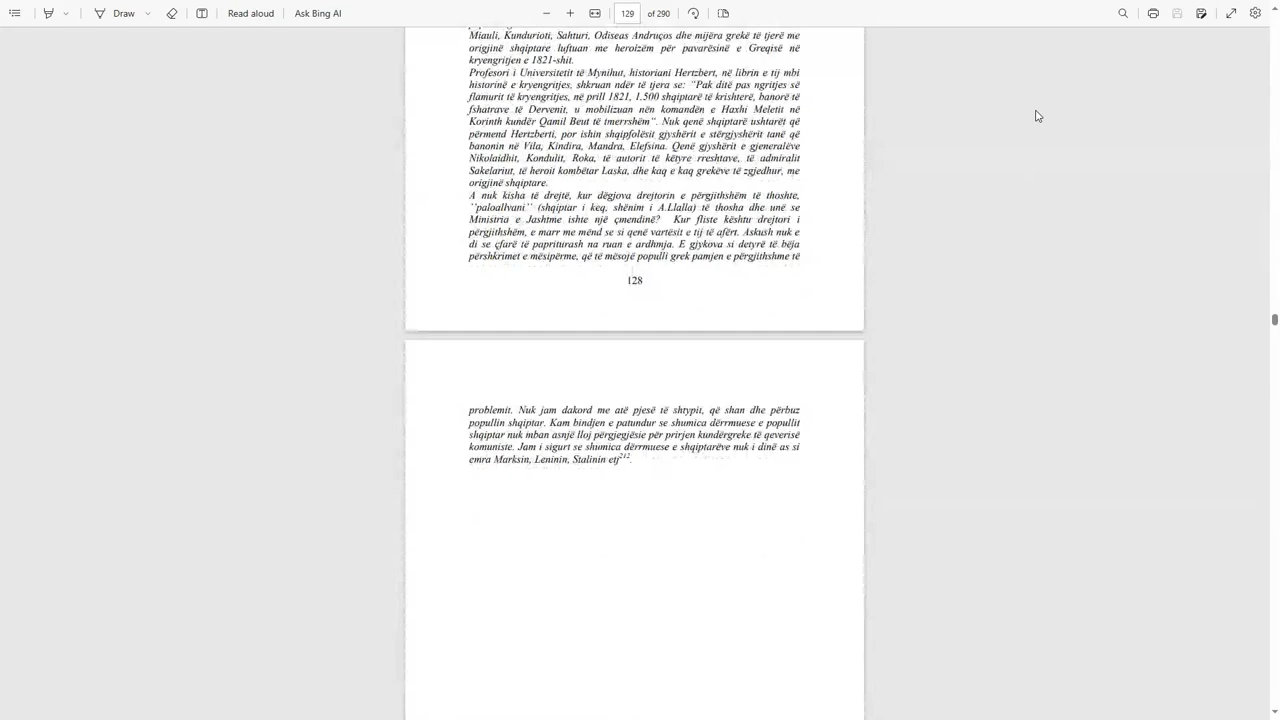 Draw
Read aloud
Ask Bing AI
129 of 290
Miauli, Kundurioti, Sahturi, Odiseas Andruços dhe mijëra grekë të tjerë me
origjinë shqiptare luftuan me heroizëm për pavarësinë e Greqisë në
kryengritjen e 1821-shit.
Profesori i Universitetit të Mynihut, historiani Hertzbert, në librin e tij mbi
historinë e kryengritjes, shkruan ndër të tjera se: "Pak ditë pas ngritjes së
flamurit të kryengritjes, në prill 1821, 1.500 shqiptarë të krishterë, banorë të
fshatrave të Dervenit, u mobilizuan nën komandën e Haxhi Meletit në
Korinth kundër Qamil Beut të tmerrshëm". Nuk qenë shqiptarë ushtarët që
përmend Hertzberti, por ishin shqipfolësit gjyshërit e stërgjyshërit tanë që
banonin në Vila, Kindira, Mandra, Elefsina. Qenë gjyshërit e gjeneralëve
Nikolaidhit, Kondulit, Roka, të autorit të këtyre rreshtave, të admiralit
Sakelariut, të heroit kombëtar Laska, dhe kaq e kaq grekëve të zgjedhur, me
origjinë shqiptare.
A nuk kisha të drejtë, kur dëgjova drejtorin e përgjithshëm të thoshte,
''paloallvani'' (shqiptar i keq, shënim i A.Llalla) të thosha dhe unë se
Ministria e Jashtme ishte një çmendinë? Kur fliste kështu drejtori i
përgjithshëm, e marr me mënd se si qenë vartësit e tij të afërt. Askush nuk e
di se çfarë të papriturash na ruan e ardhmja. E gjykova si detyrë të bëja
përshkrimet e mësipërme, që të mësojë populli grek pamjen e përgjithshme të
128
problemit. Nuk jam dakord me atë pjesë të shtypit, që shan dhe përbuz
popullin shqiptar. Kam bindjen e patundur se shumica dërrmuese e popullit
shqiptar nuk mban asnjë lloj përgjegjësie për prirjen kundërgreke të qeverisë
komuniste. Jam i sigurt se shumica dërrmuese e shqiptarëve nuk i dinë as si
emra Marksin, Leninin, Stalinin etj212.